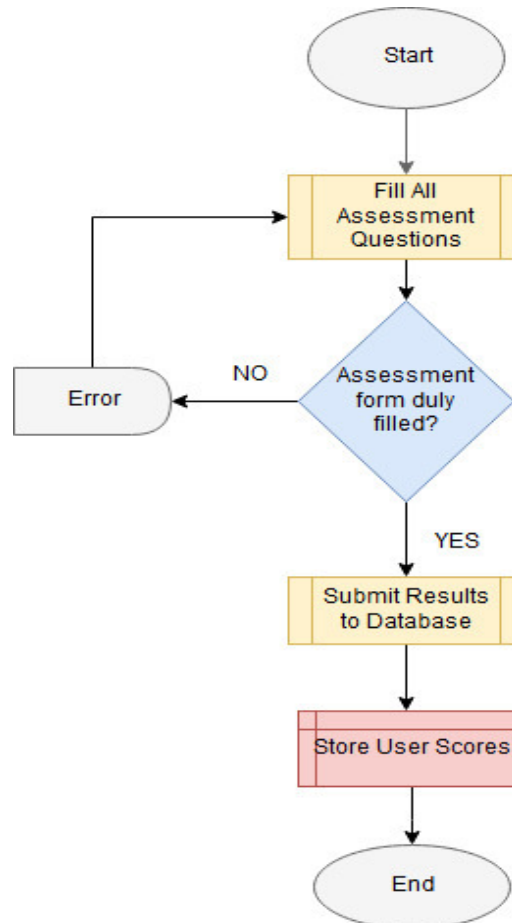 Start
Fill All
Assessment
Questions
NO
Error
Assessment
form duly
filled?
YES
Submit Results
to Database
Store User Scores
End